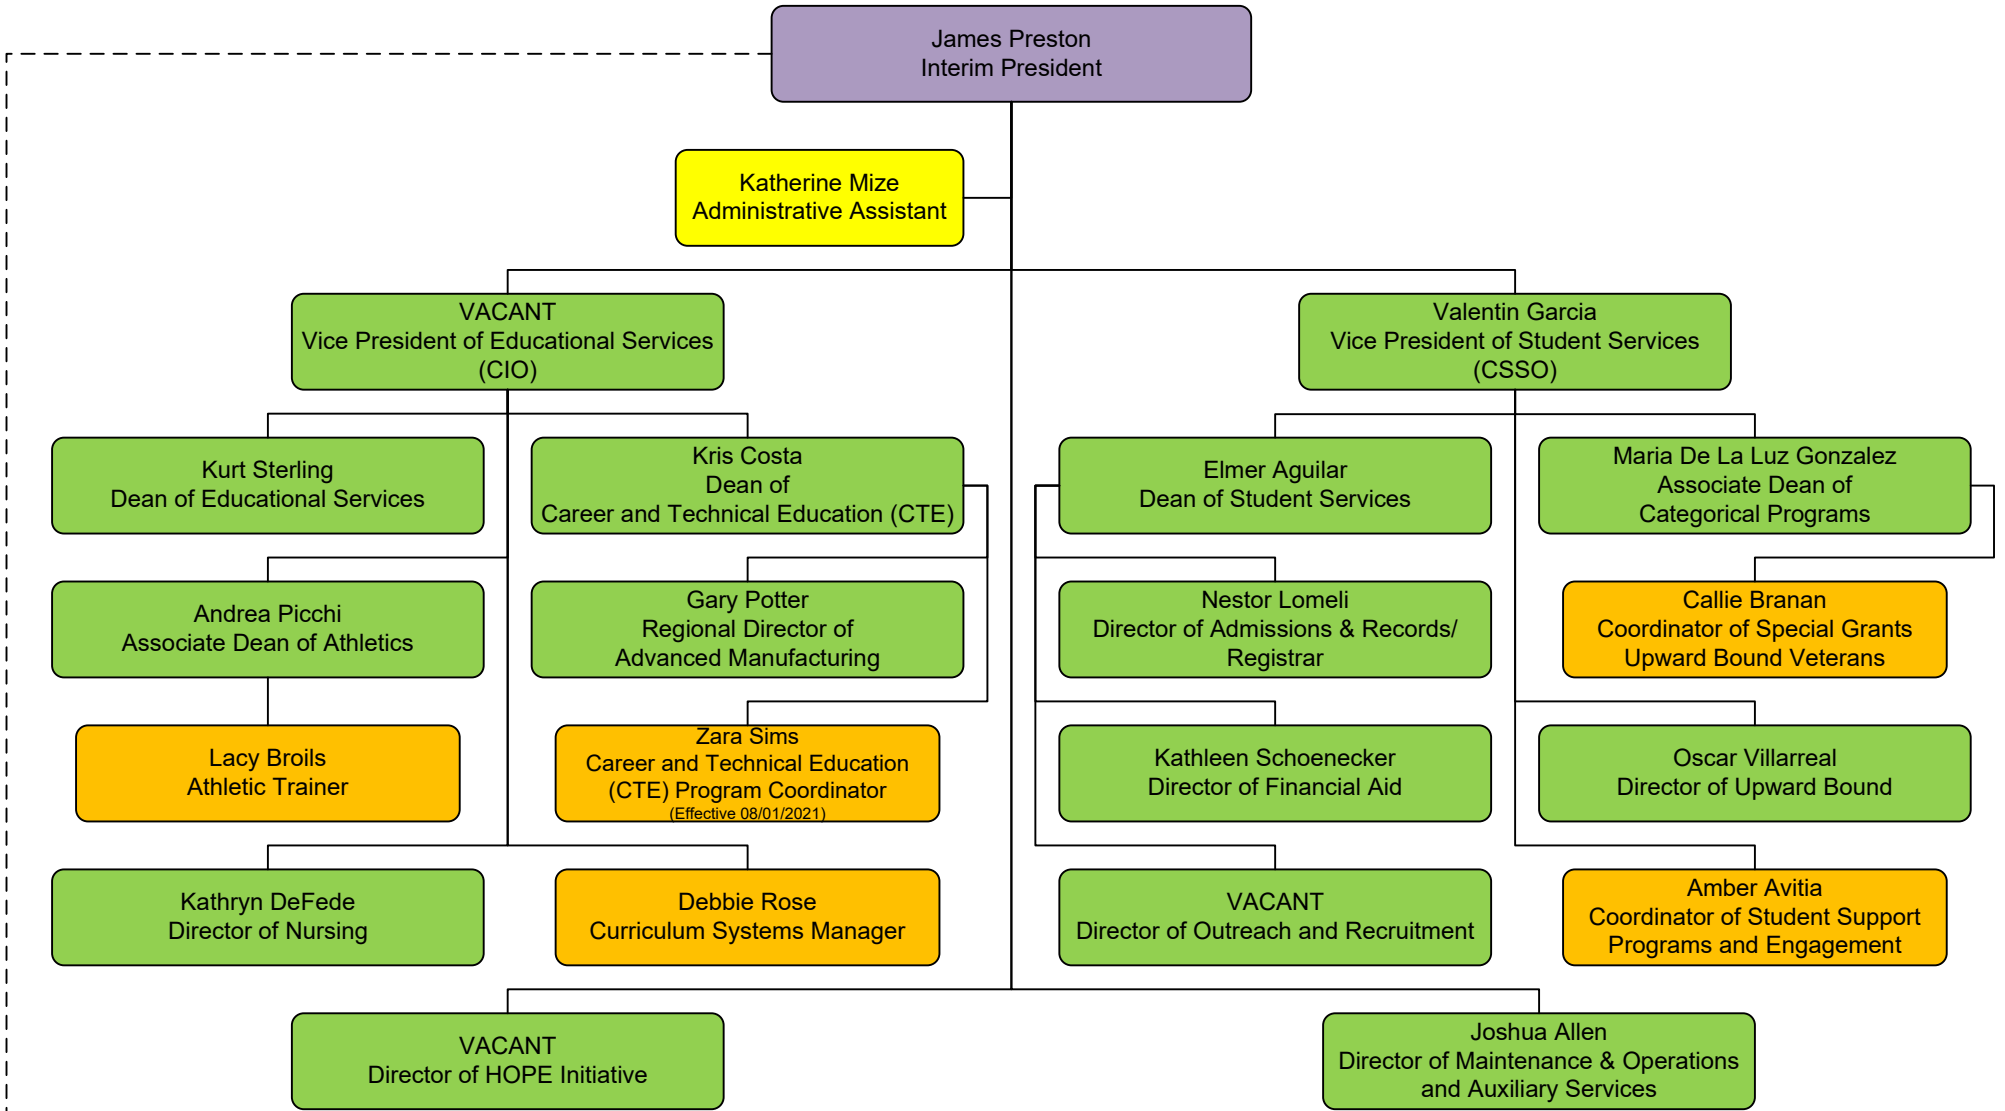 James Preston
Interim President
Katherine Mize
Administrative Assistant
VACANT
Vice President of Educational Services
(CIO)
Valentin Garcia
Vice President of Student Services
(CSSO)
Kurt Sterling
Dean of Educational Services
Kris Costa
Dean of
Career and Technical Education (CTE)
Elmer Aguilar
Dean of Student Services
Maria De La Luz Gonzalez
Associate Dean of
Categorical Programs
Andrea Picchi
Associate Dean of Athletics
Gary Potter
Regional Director of
Advanced Manufacturing
Nestor Lomeli
Director of Admissions & Records/
Registrar
Callie Branan
Coordinator of Special Grants
Upward Bound Veterans
Lacy Broils
Athletic Trainer
Zara Sims
Career and Technical Education
(CTE) Program Coordinator
(Effective 08/01/2021)
Kathleen Schoenecker
Director of Financial Aid
Oscar Villarreal
Director of Upward Bound
Kathryn DeFede
Director of Nursing
Debbie Rose
Curriculum Systems Manager
VACANT
Director of Outreach and Recruitment
Amber Avitia
Coordinator of Student Support
Programs and Engagement
VACANT
Director of HOPE Initiative
Joshua Allen
Director of Maintenance & Operations
and Auxiliary Services